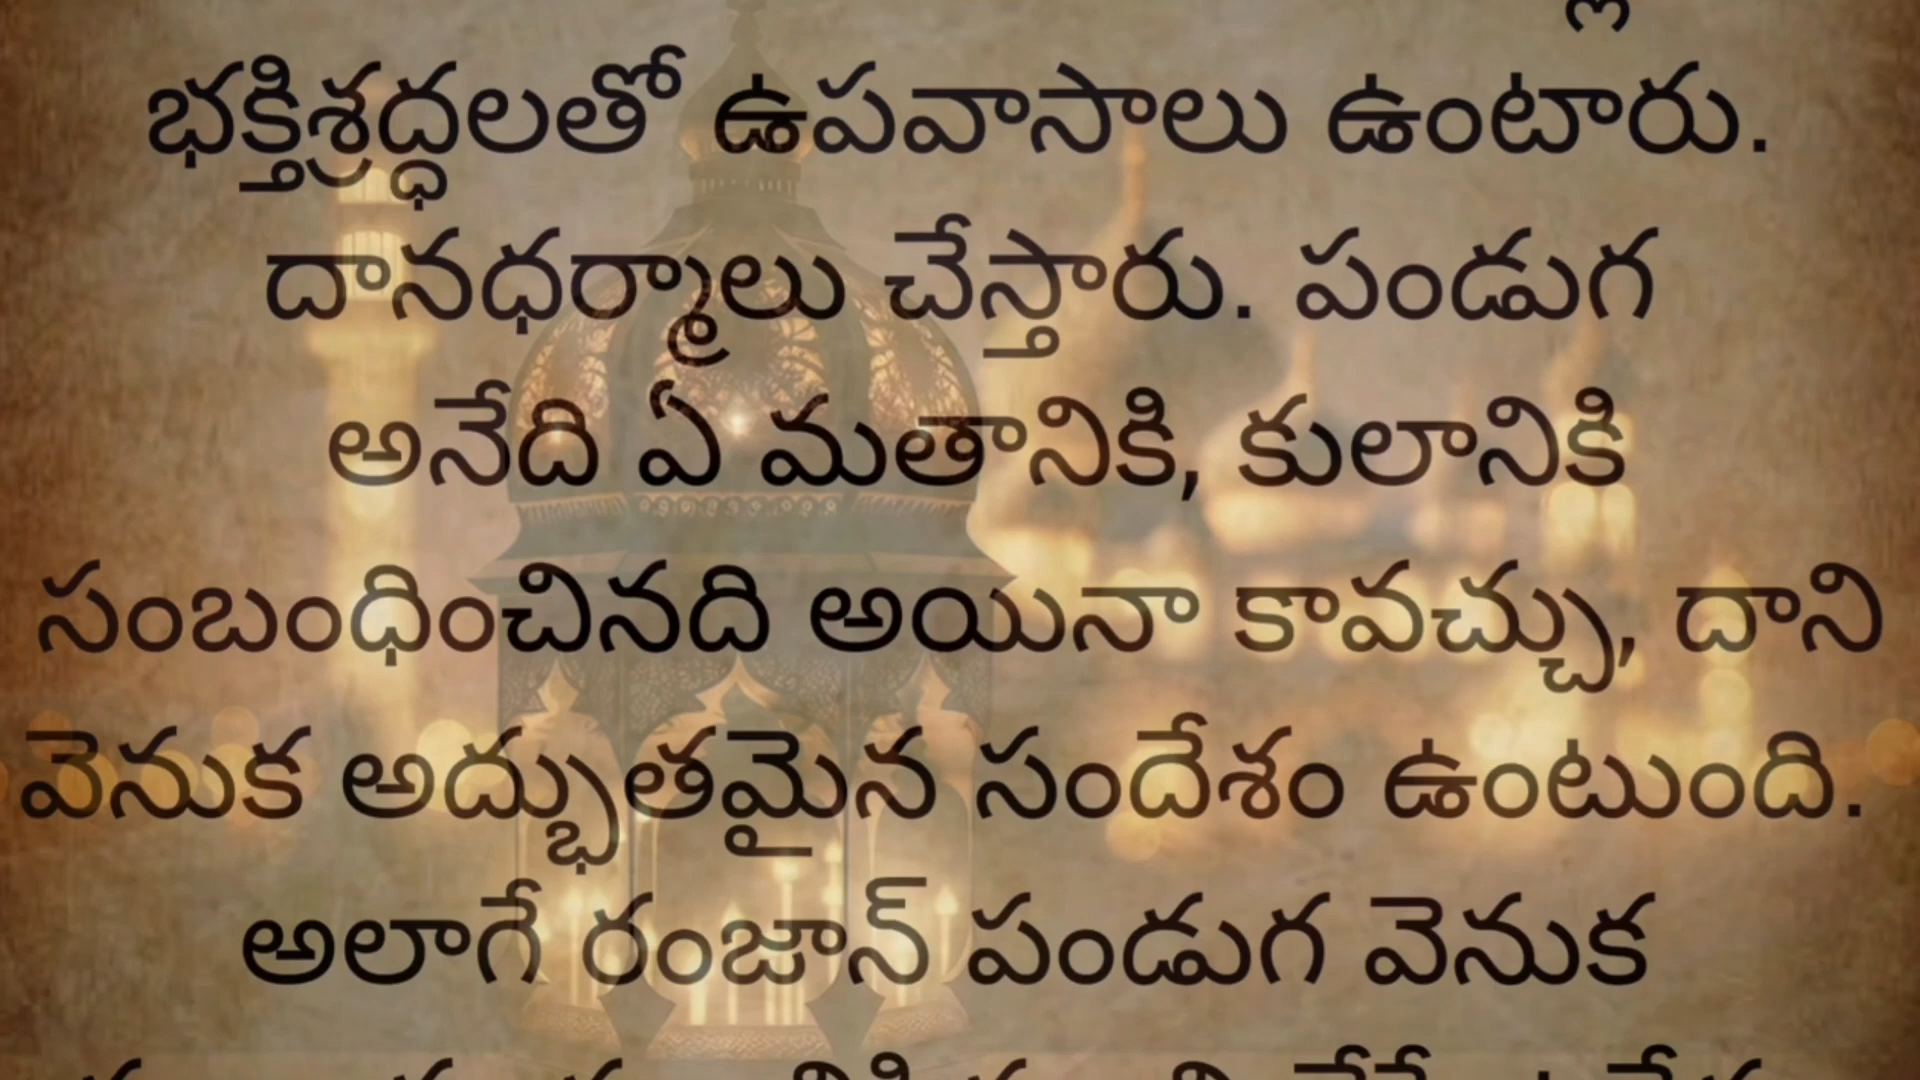 భక్తిశ్రద్ధలతో ఉపవాసాలు ఉంటారు.
దానధర్మాలు చేస్తారు. పండుగ
అనేది ఏ మతానికి, కులానికి
సంబంధించినది అయినా కావచ్చు, దాని
వెనుక అద్భుతమైన సందేశం ఉంటుంది.
అలాగే రంజాన్ పండుగ వెనుక